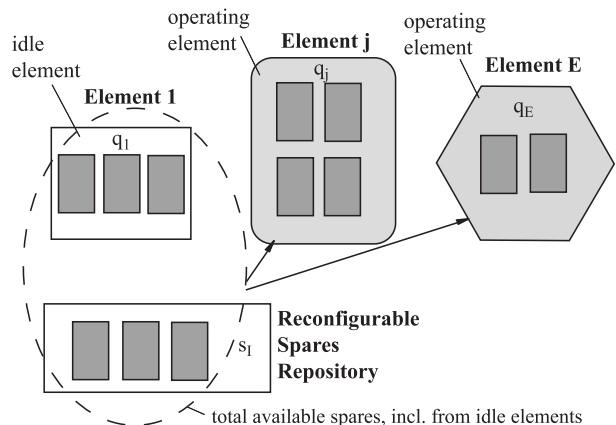 idle
element
Element 1
q1
operating
element
Element j
qj
operating
element
Element E
qE
sI
Reconfigurable
Spares
Repository
total available spares, incl. from idle elements